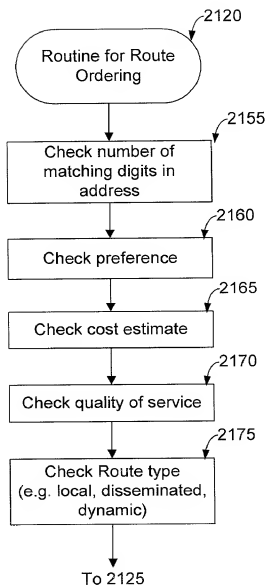 2120
Routine for Route
Ordering
2155
Check number of
matching digits in
address
2160
Check preference
2165
Check cost estimate
2170
Check quality of service
2175
Check Route type
(e.g. local, disseminated,
dynamic)
To 2125